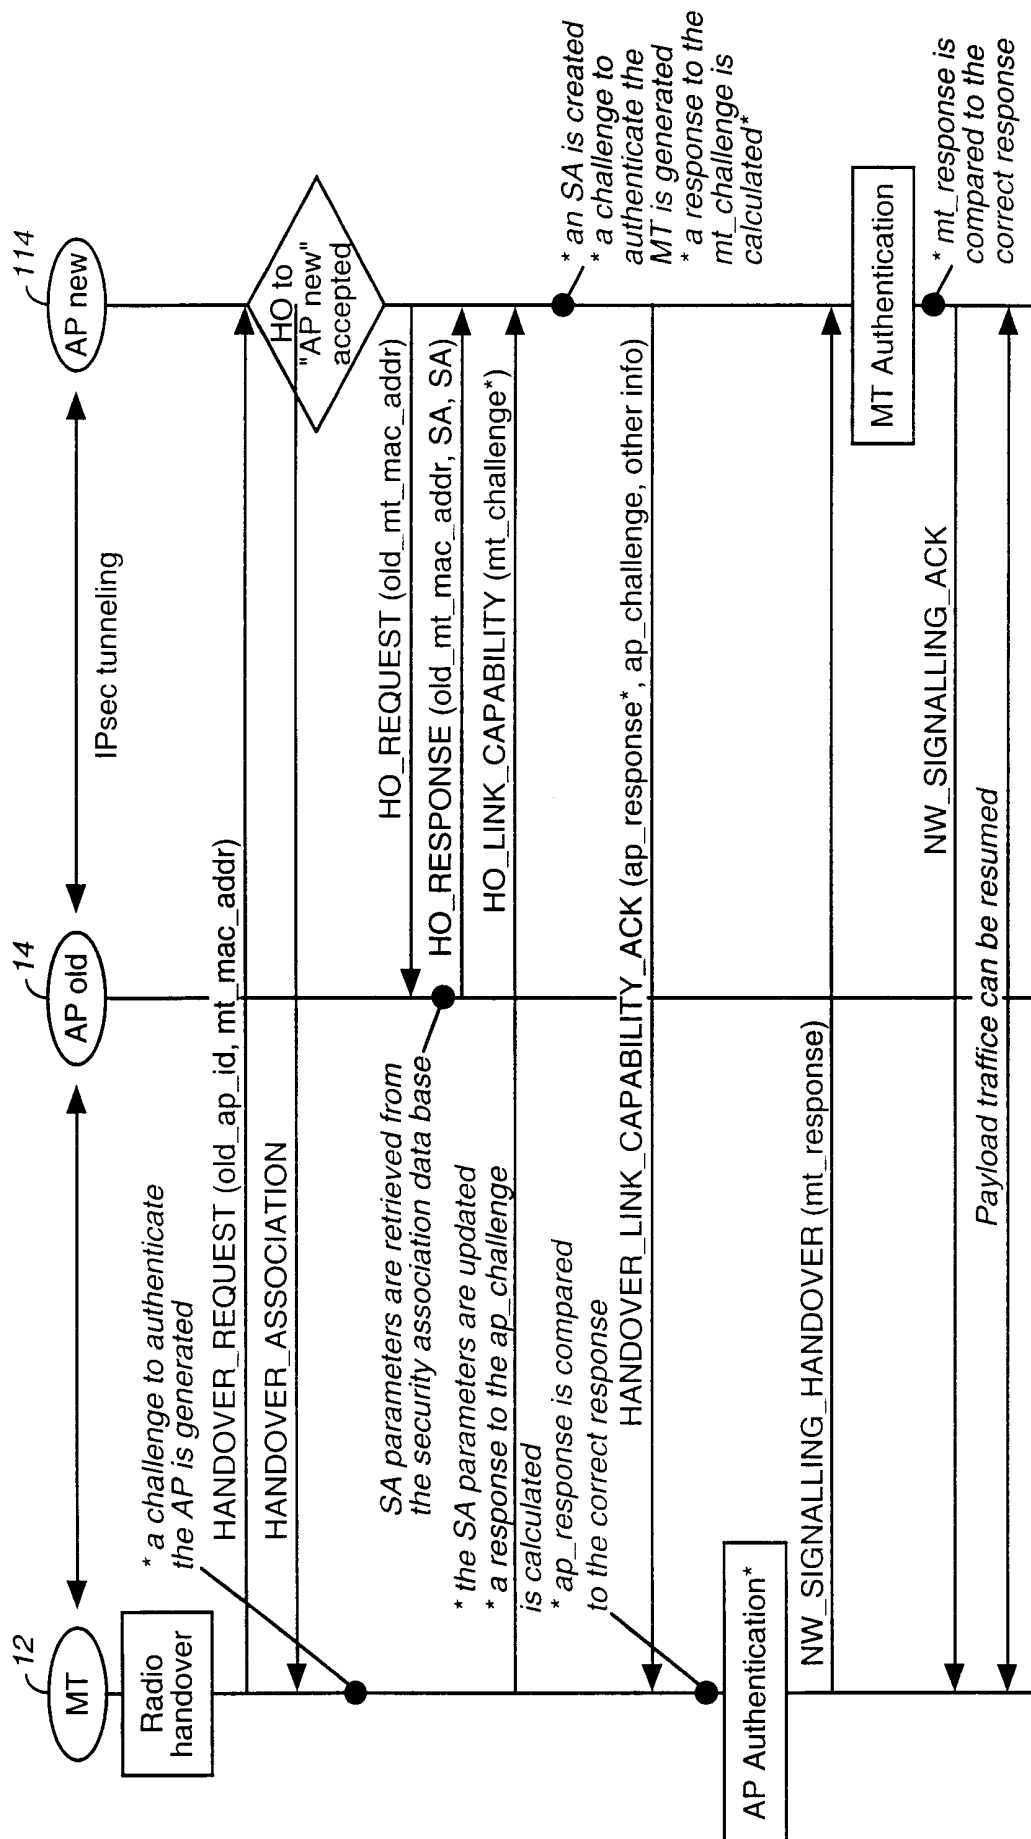 12
MT
14
AP old
114
AP new
IPsec tunneling
Radio
handover
* a challenge to authenticate
the AP is generated
HANDOVER_REQUEST (old_ap_id, mt_mac_addr)
HANDOVER_ASSOCIATION
HO to
"AP new"
accepted
HO_REQUEST (old_mt_mac_addr)
SA parameters are retrieved from
the security association data base
HO_RESPONSE (old_mt_mac_addr, SA, SA)
HO_LINK_CAPABILITY (mt_challenge*)
* an SA is created
* a challenge to
authenticate the
MT is generated
* a response to the
mt_challenge is
calculated*
* the SA parameters are updated
* a response to the ap_challenge
is calculated
* ap_response is compared
to the correct response
HANDOVER_LINK_CAPABILITY_ACK (ap_response*, ap_challenge, other info)
AP Authentication*
NW_SIGNALLING_HANDOVER (mt_response)
MT Authentication
* mt_response is
compared to the
correct response
NW_SIGNALLING_ACK
Payload traffice can be resumed